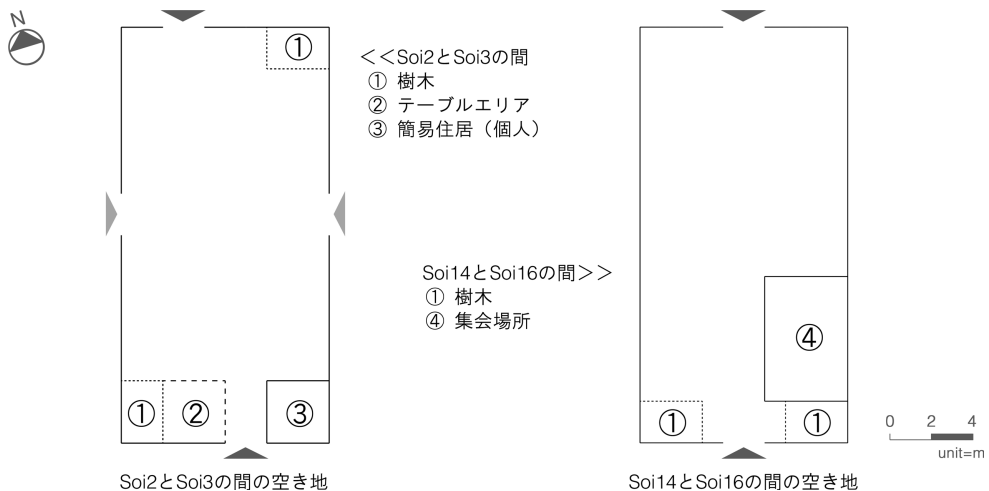 N
①
<<Soi2とSoi3の間
① 樹木
② テーブルエリア
③ 簡易住居（個人）
Soi14とSoi16の間>>
① 樹木
④ 集会場所
① ② ③
④
① ①
0 2 4
unit=m
Soi2とSoi3の間の空き地
Soi14とSoi16の間の空き地